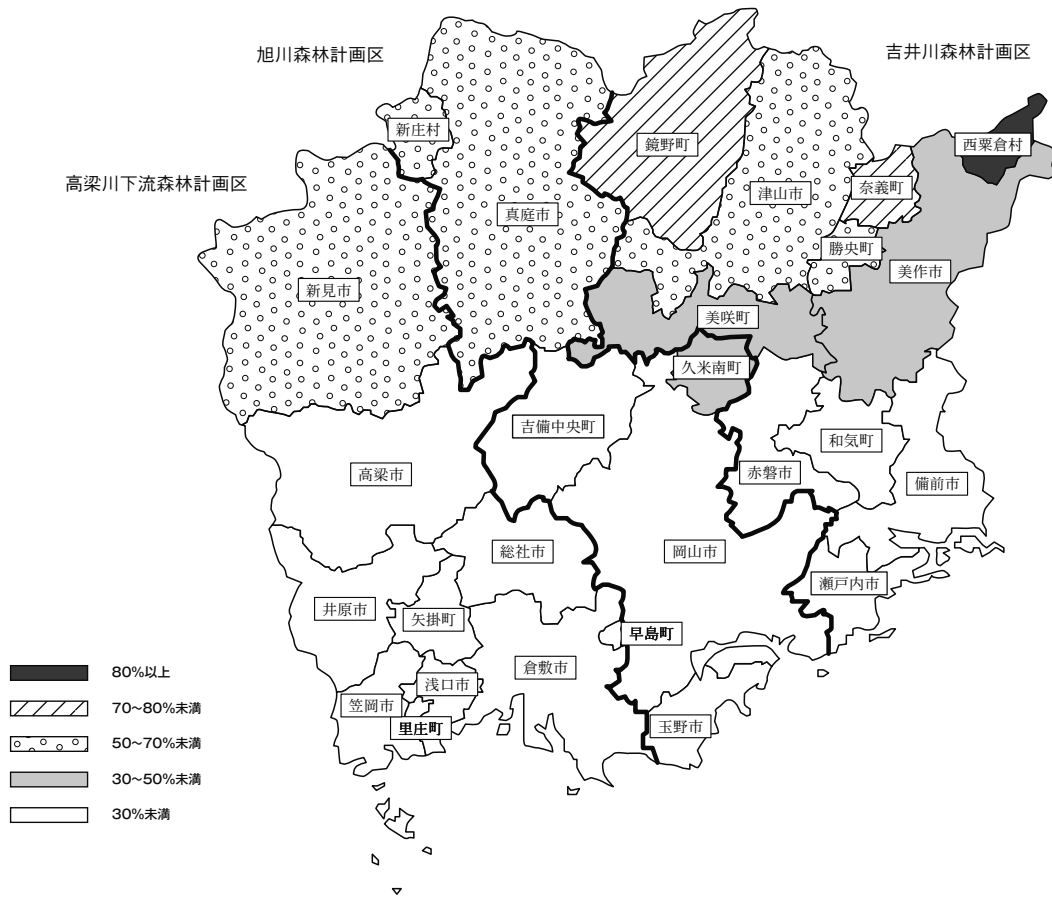 旭川森林計画区
吉井川森林計画区
新庄村
鏡野町
西粟倉村
高梁川下流森林計画区
奈義町
津山市
真庭市
勝央町
美作市
新見市
美咲町
久米南町
吉備中央町
和気町
高梁市
赤磐市
備前市
総社市
岡山市
瀬戸内市
井原市
矢掛町
早島町
倉敷市
浅口市
笠岡市
里庄町
玉野市
80%以上
70〜80%未満
50〜70%未満
30〜50%未満
30%未満